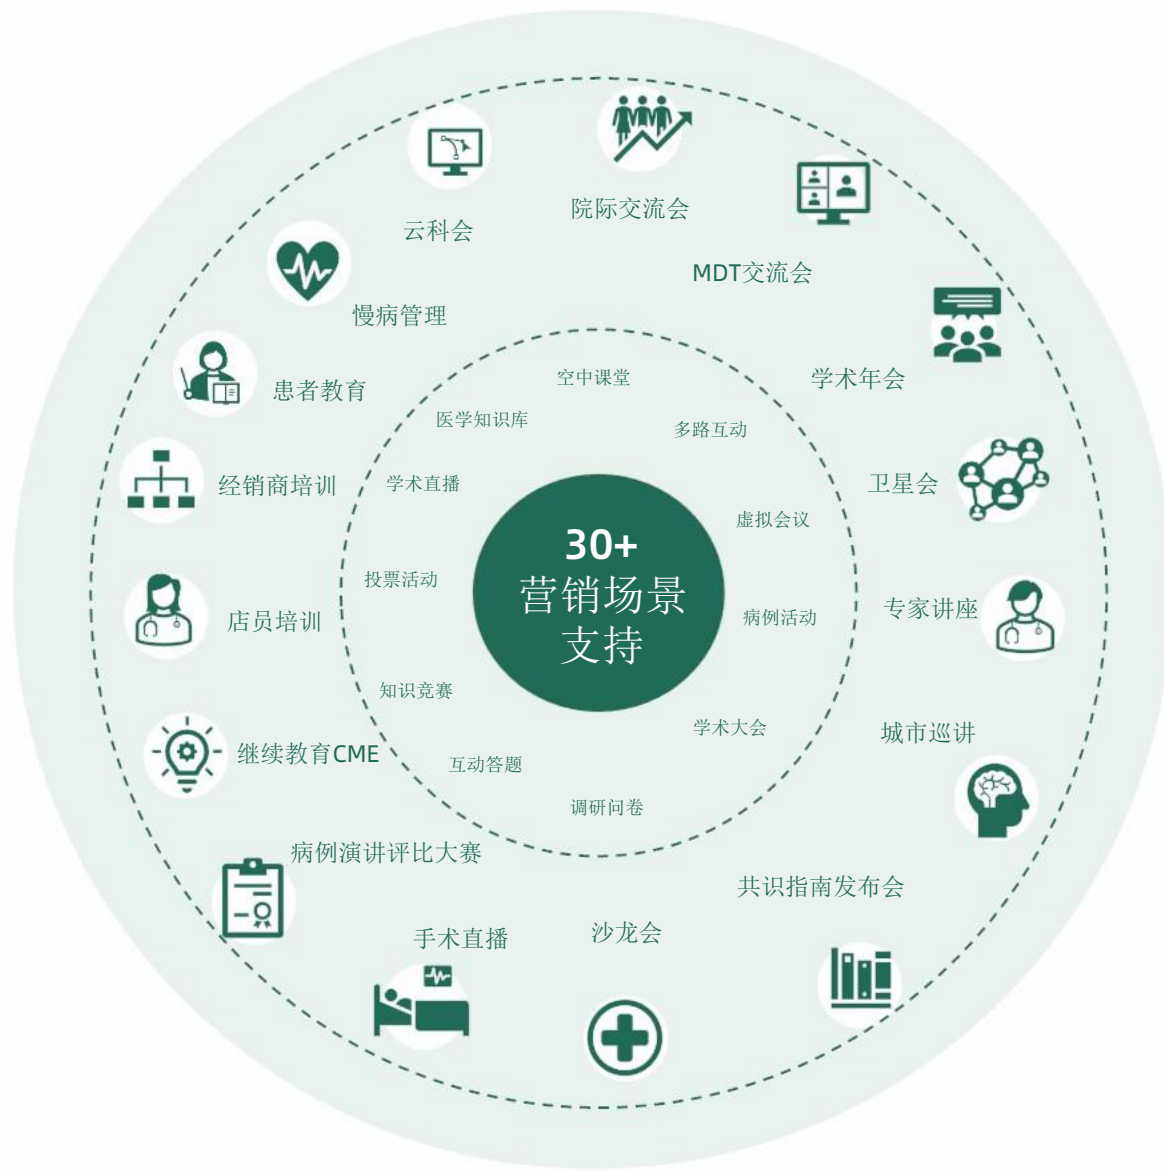 院际交流会
云科会
MDT交流会
慢病管理
学术年会
患者教育
空中课堂
医学知识库
多路互动
卫星会
经销商培训
学术直播
虚拟会议
30+
营销场景
支持
投票活动
病例活动
专家讲座
店员培训
知识竞赛
学术大会
城市巡讲
继续教育CME
互动答题
调研问卷
病例演讲评比大赛
共识指南发布会
手术直播
沙龙会